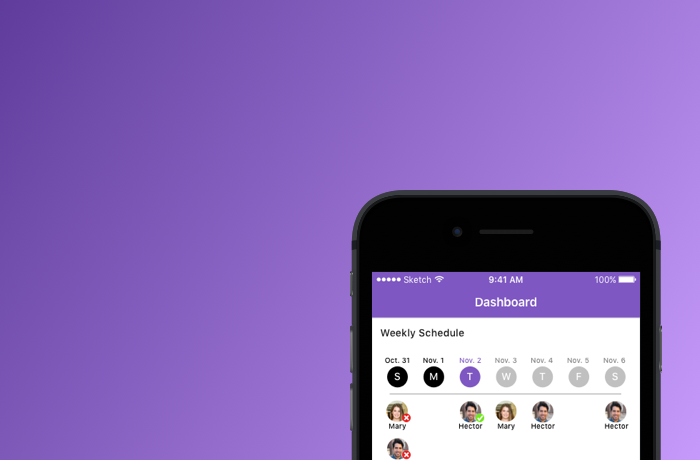 Sketch 9:41 AM 100%
Dashboard
Weekly Schedule
Oct. 31 Nov. 1 Nov. 2 Nov. 3 Nov. 4 Nov. 5 Nov. 6
S M T W T F S
Mary Hector Mary Hector Hector